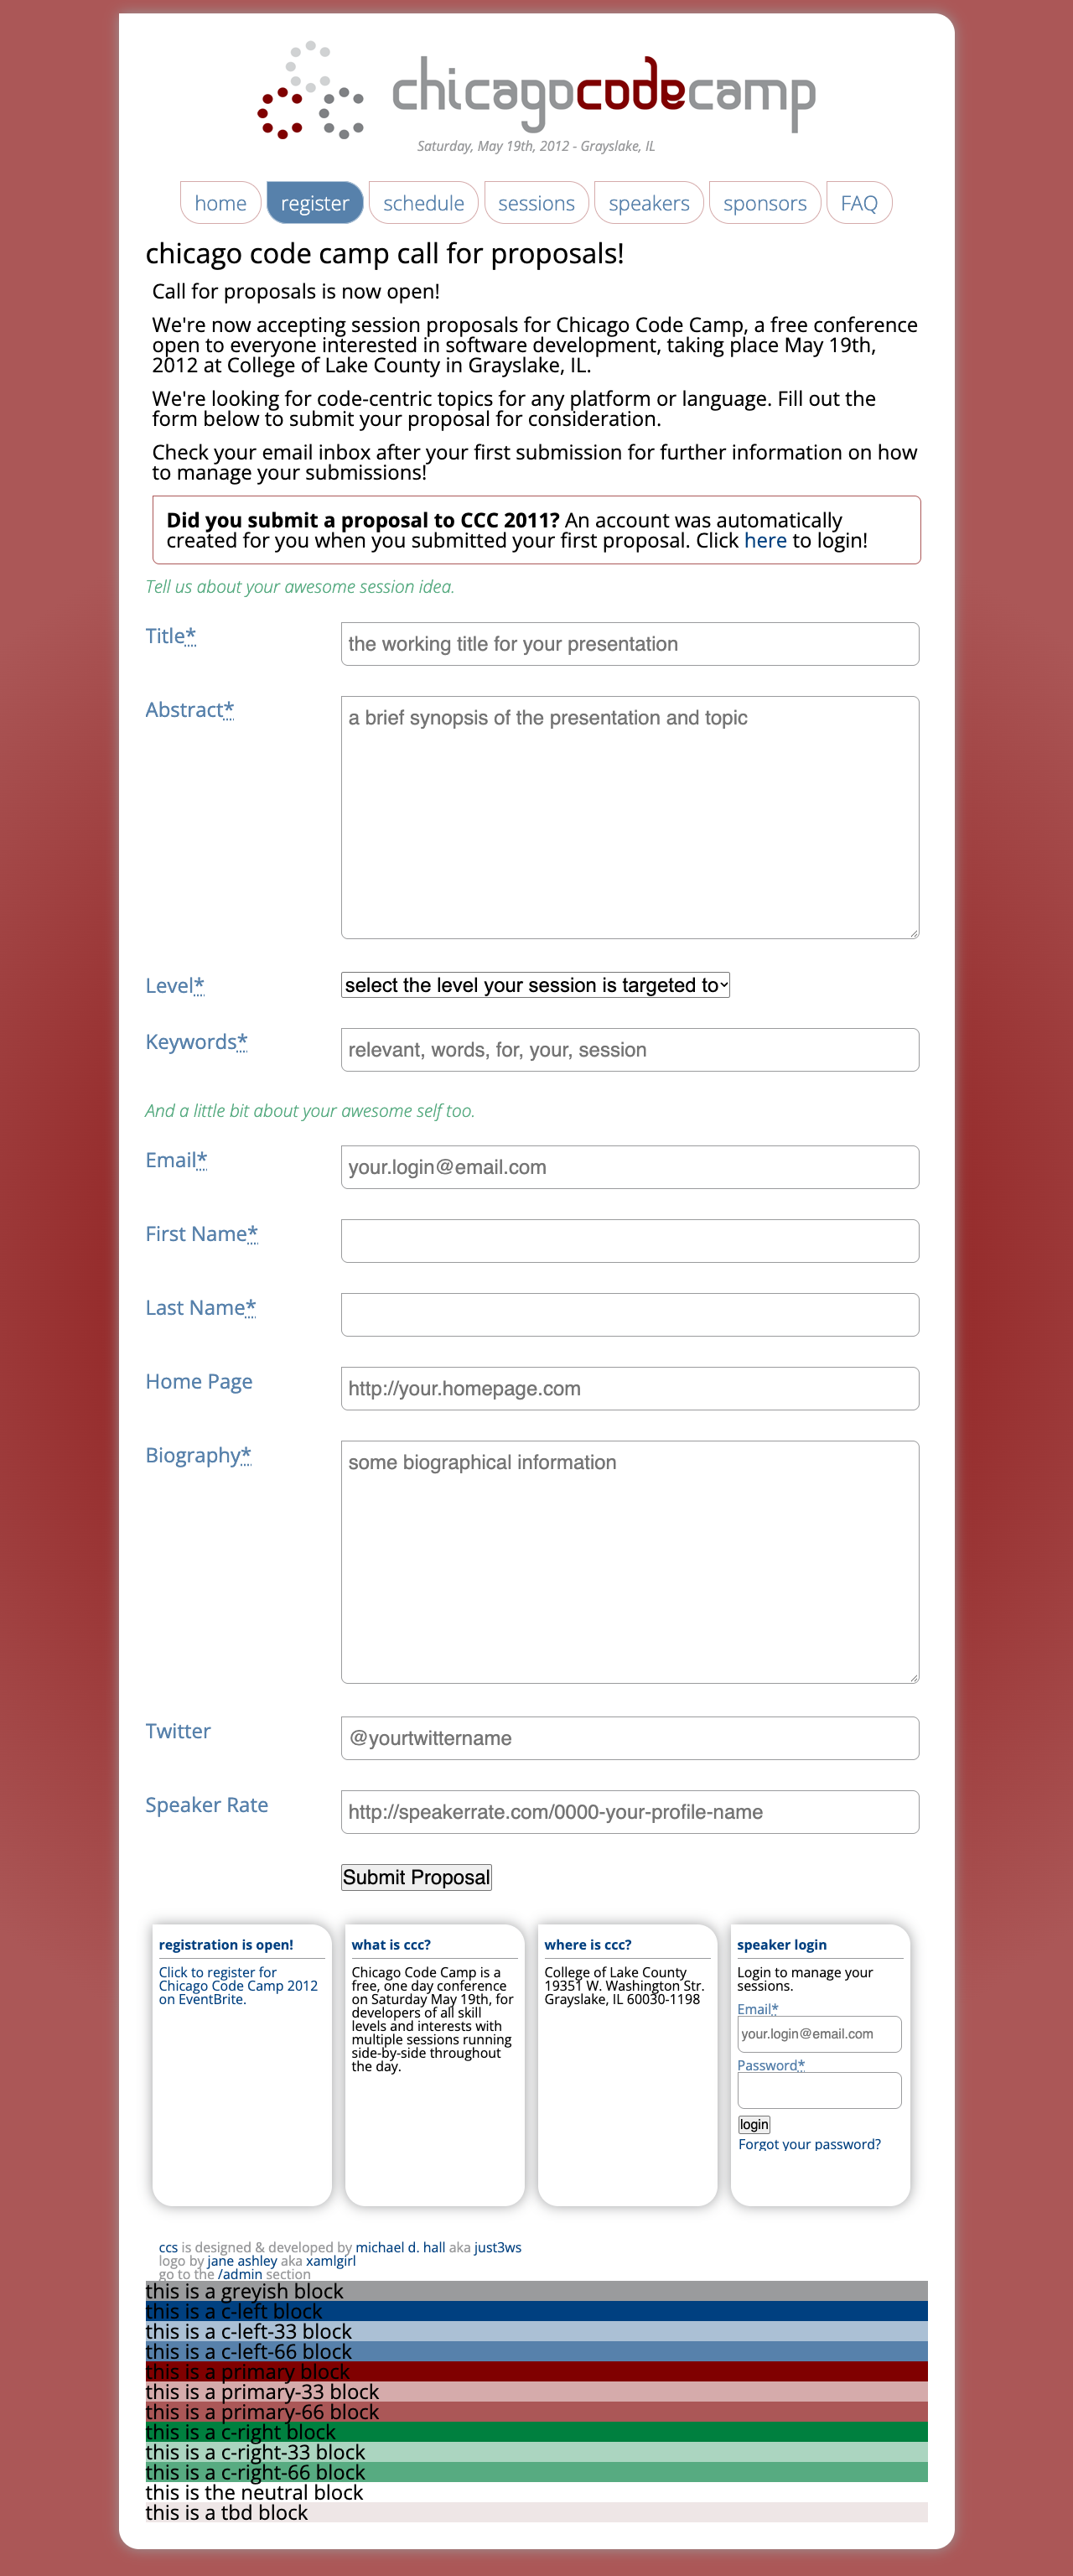 chicagocodecamp
Saturday, May 19th, 2012 - Grayslake, IL
home register schedule sessions speakers sponsors FAQ
chicago code camp call for proposals!
Call for proposals is now open!
We're now accepting session proposals for Chicago Code Camp, a free conference
open to everyone interested in software development, taking place May 19th,
2012 at College of Lake County in Grayslake, IL.
We're looking for code-centric topics for any platform or language. Fill out the
form below to submit your proposal for consideration.
Check your email inbox after your first submission for further information on how
to manage your submissions!
Did you submit a proposal to CCC 2011? An account was automatically
created for you when you submitted your first proposal. Click here to login!
Tell us about your awesome session idea.
Title*
the working title for your presentation
Abstract*
a brief synopsis of the presentation and topic
Level*
select the level your session is targeted to
Keywords*
relevant, words, for, your, session
And a little bit about your awesome self too.
Email*
your.login@email.com
First Name*
Last Name*
Home Page
http://your.homepage.com
Biography*
some biographical information
Twitter
@yourtwittername
Speaker Rate
http://speakerrate.com/0000-your-profile-name
Submit Proposal
registration is open!
Click to register for
Chicago Code Camp 2012
on EventBrite.
what is ccc?
Chicago Code Camp is a
free, one day conference
on Saturday May 19th, for
developers of all skill
levels and interests with
multiple sessions running
side-by-side throughout
the day.
where is ccc?
College of Lake County
19351 W. Washington Str.
Grayslake, IL 60030-1198
speaker login
Login to manage your
sessions.
Email*
your.login@email.com
Password*
login
Forgot your password?
ccs is designed & developed by michael d. hall aka just3ws
logo by jane ashley aka xamlgirl
go to the /admin section
this is a greyish block
this is a c-left block
this is a c-left-33 block
this is a c-left-66 block
this is a primary block
this is a primary-33 block
this is a primary-66 block
this is a c-right block
this is a c-right-33 block
this is a c-right-66 block
this is the neutral block
this is a tbd block